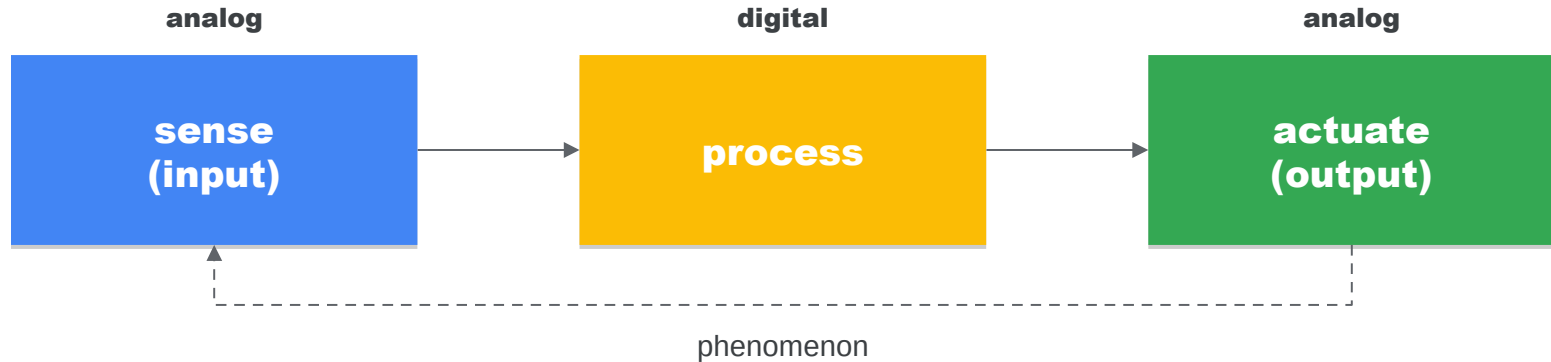 analog
digital
analog
sense
(input)
process
actuate
(output)
phenomenon